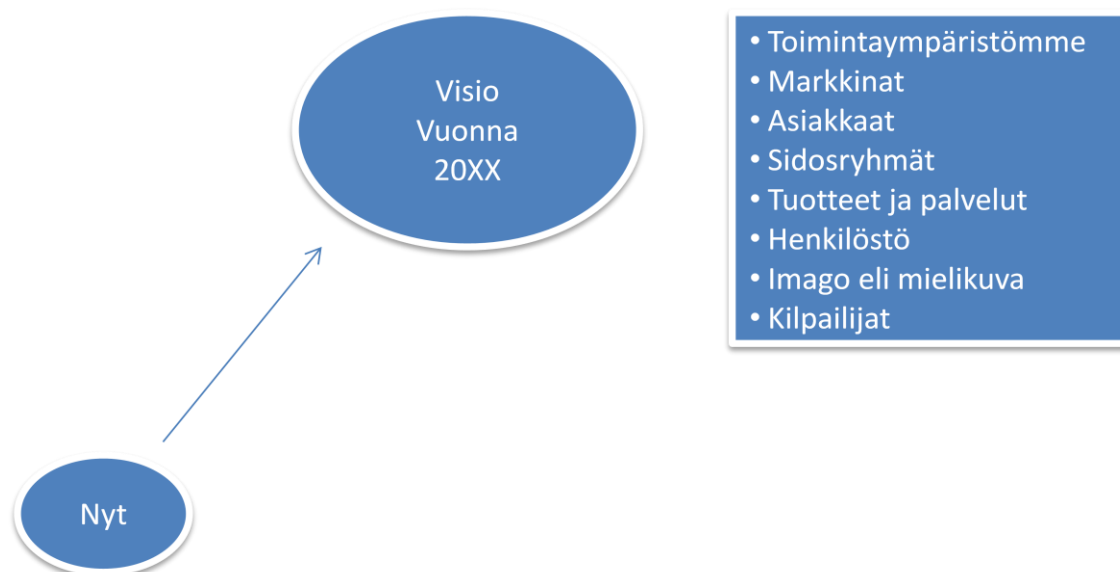 Visio
Vuonna
20XX
• Toimintaympäristömme
• Markkinat
• Asiakkaat
• Sidosryhmät
• Tuotteet ja palvelut
• Henkilöstö
• Imago eli mielikuva
• Kilpailijat
Nyt